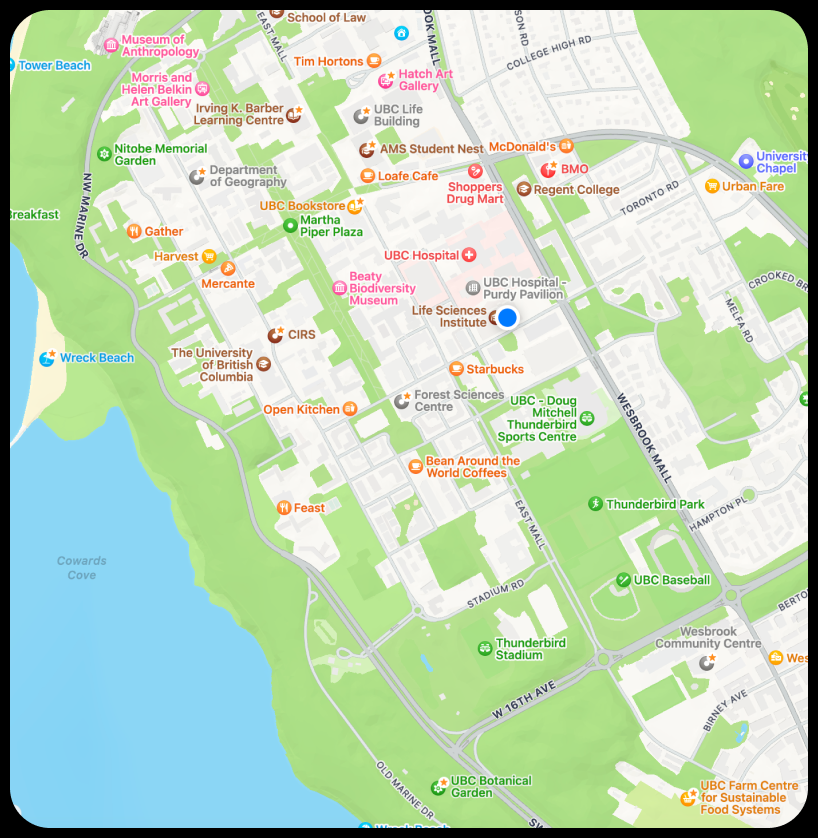 School of Law
EAST MALL
OOK MALL
SON RD
COLLEGE HIGH RD
Museum of
Anthropology
Tower Beach
Tim Hortons
Hatch Art
Gallery
Morris and
Helen Belkin
Art Gallery
Irving K. Barber
Learning Centre
UBC Life
Building
Nitobe Memorial
Garden
AMS Student Nest
McDonald's
University
Chapel
Department
of Geography
Loafe Cafe
BMO
Shoppers
Drug Mart
Regent College
Urban Fare
TORONTO RD
NW MARINE DR
Breakfast
UBC Bookstore
Martha
Piper Plaza
Gather
Harvest
Mercante
UBC Hospital
Beaty
Biodiversity
Museum
UBC Hospital -
Purdy Pavilion
CROOKED BR
MELFA RD
Life Sciences
Institute
CIRS
Wreck Beach
The University
of British
Columbia
Starbucks
Open Kitchen
Forest Sciences
Centre
UBC - Doug
Mitchell
Thunderbird
Sports Centre
WESBROOK MALL
Bean Around the
World Coffees
Feast
EAST MALL
Thunderbird Park
HAMPTON PL
Cowards
Cove
UBC Baseball
STADIUM RD
BERTO
Thunderbird
Stadium
Wesbrook
Community Centre
Wes
W 16TH AVE
BIRNEY AVE
OLD MARINE DR
UBC Botanical
Garden
UBC Farm Centre
for Sustainable
Food Systems
Wreck Beach
SW